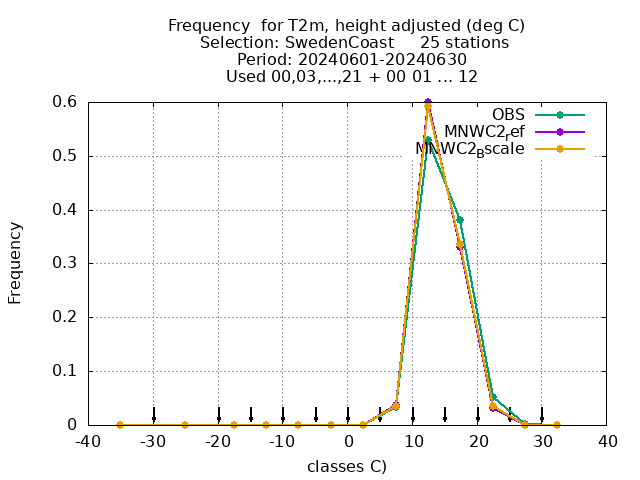 Frequency  for T2m, height adjusted (deg C)
Selection: SwedenCoast     25 stations
Period: 20240601-20240630
Used 00,03,...,21 + 00 01 ... 12
OBS
MNWC2ref
MNWC2Bscale
Frequency
0.6
0.5
0.4
0.3
0.2
0.1
0
-40 -30 -20 -10 0 10 20 30 40
classes C)